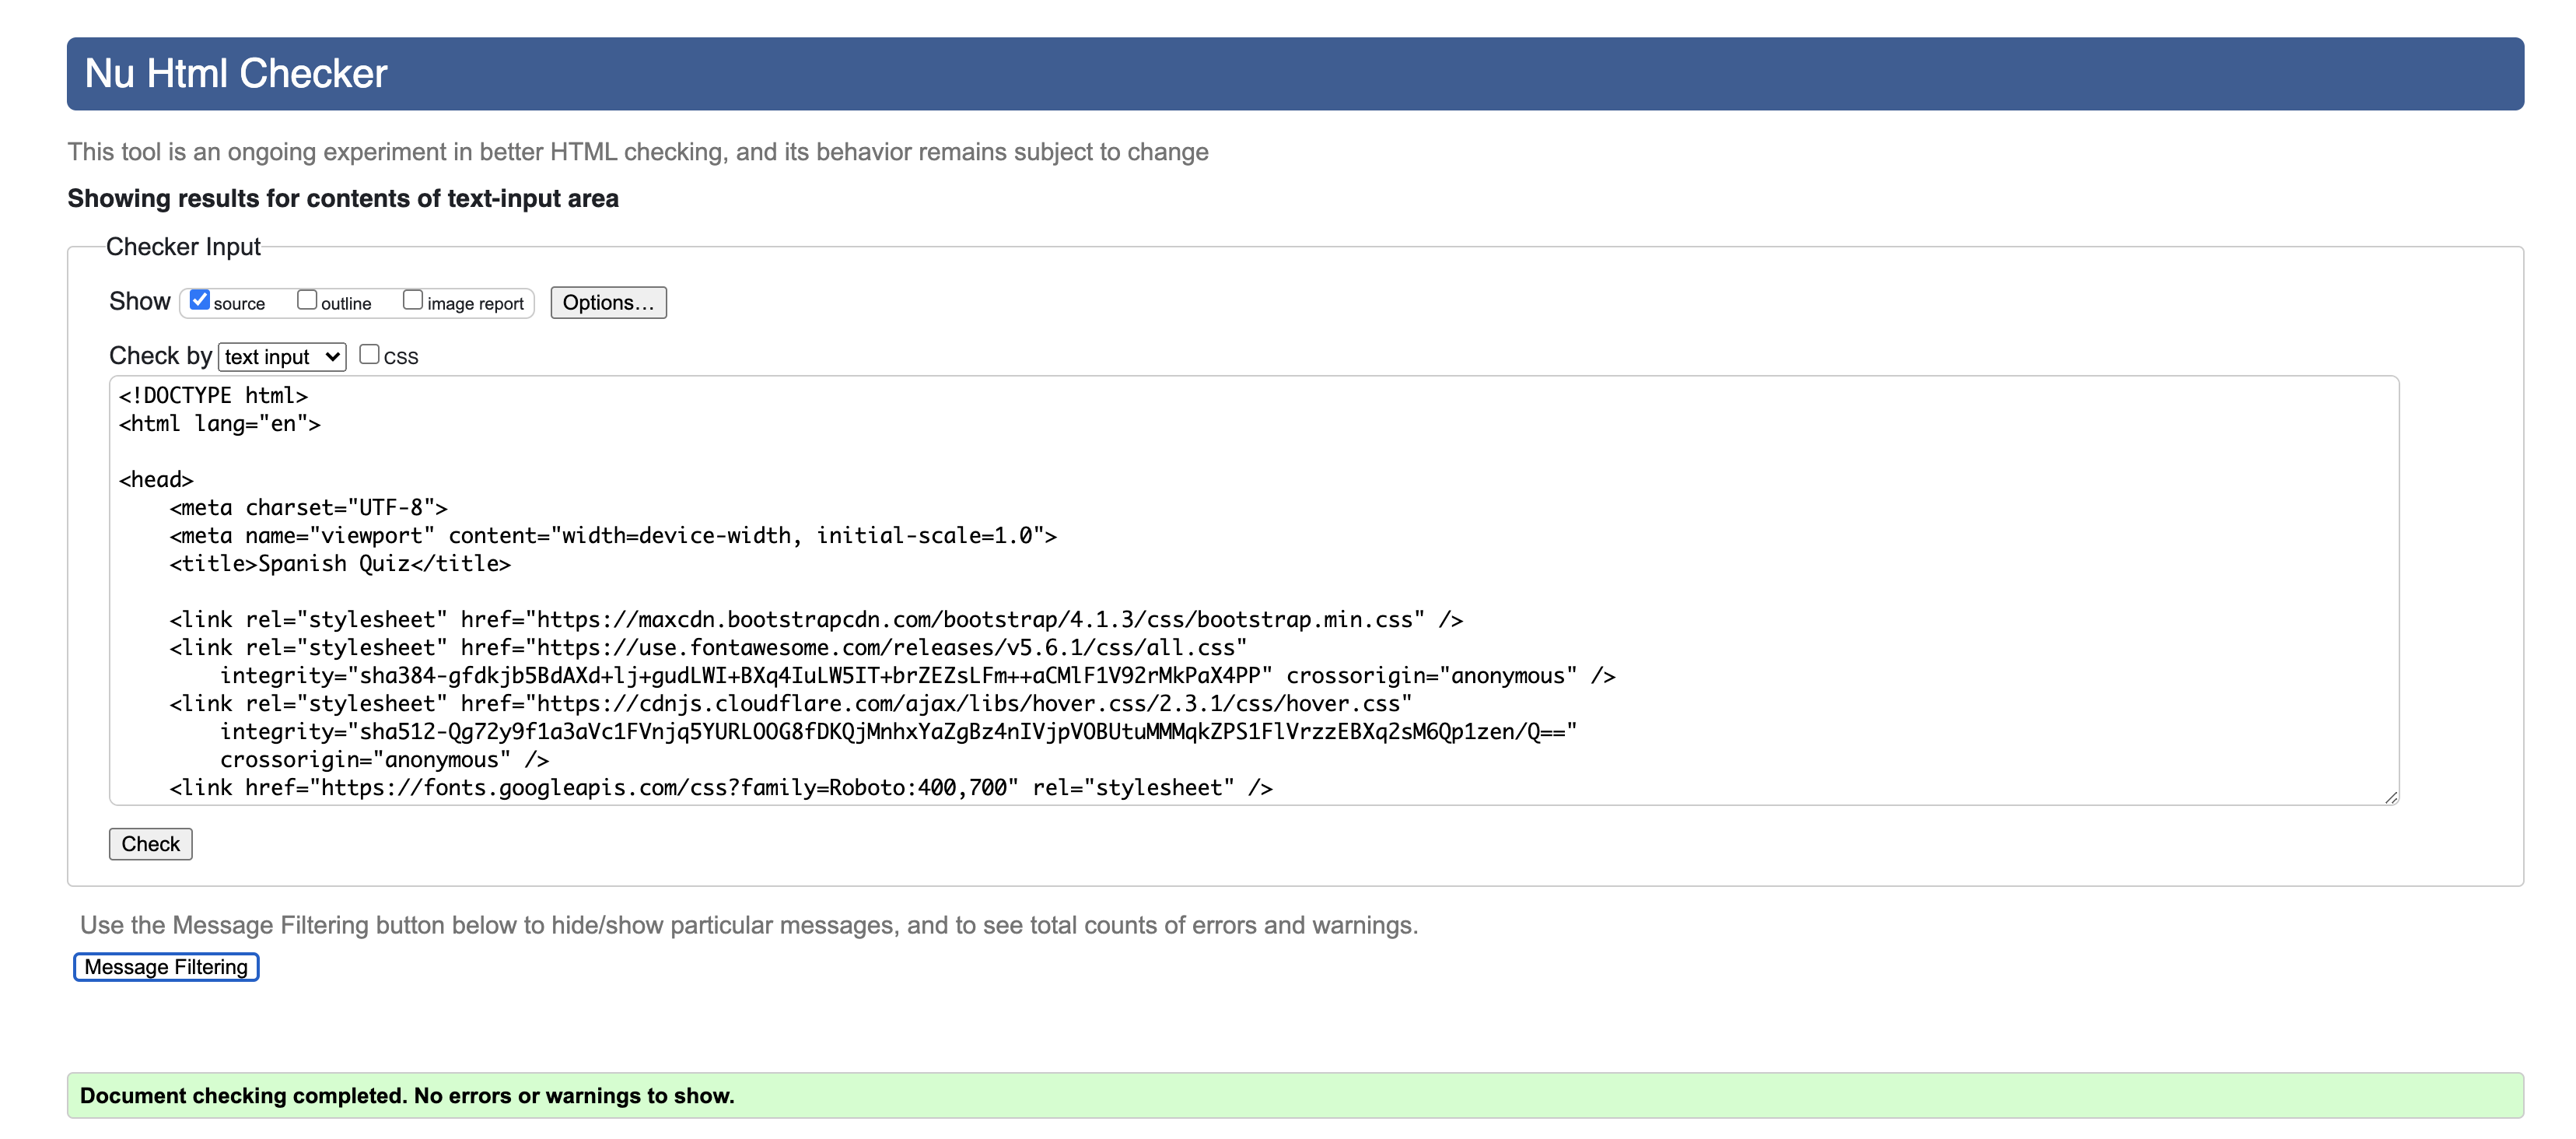 Nu Html Checker
This tool is an ongoing experiment in better HTML checking, and its behavior remains subject to change
Showing results for contents of text-input area
Checker Input
Show source outline image report Options...
Check by text input CSS
<!DOCTYPE html>
<html lang="en">
<head>
<meta charset="UTF-8">
<meta name="viewport" content="width=device-width, initial-scale=1.0">
<title>Spanish Quiz</title>
<link rel="stylesheet" href="https://maxcdn.bootstrapcdn.com/bootstrap/4.1.3/css/bootstrap.min.css" />
<link rel="stylesheet" href="https://use.fontawesome.com/releases/v5.6.1/css/all.css"
integrity="sha384-gfdkjb5BdAXd+lj+gudLWI+BXq4IuLW5IT+brZEZsLFm++aCMlF1V92rMkPaX4PP" crossorigin="anonymous" />
<link rel="stylesheet" href="https://cdnjs.cloudflare.com/ajax/libs/hover.css/2.3.1/css/hover.css"
integrity="sha512-Qg72y9f1a3aVc1FVnjq5YURLOOG8fDKQjMnhxYaZgBz4nIVjpVOBUtuMMMqkZPS1FlVrzzEBXq2sM6Qp1zen/Q=="
crossorigin="anonymous" />
<link href="https://fonts.googleapis.com/css?family=Roboto:400,700" rel="stylesheet" />
Check
Use the Message Filtering button below to hide/show particular messages, and to see total counts of errors and warnings.
Message Filtering
Document checking completed. No errors or warnings to show.